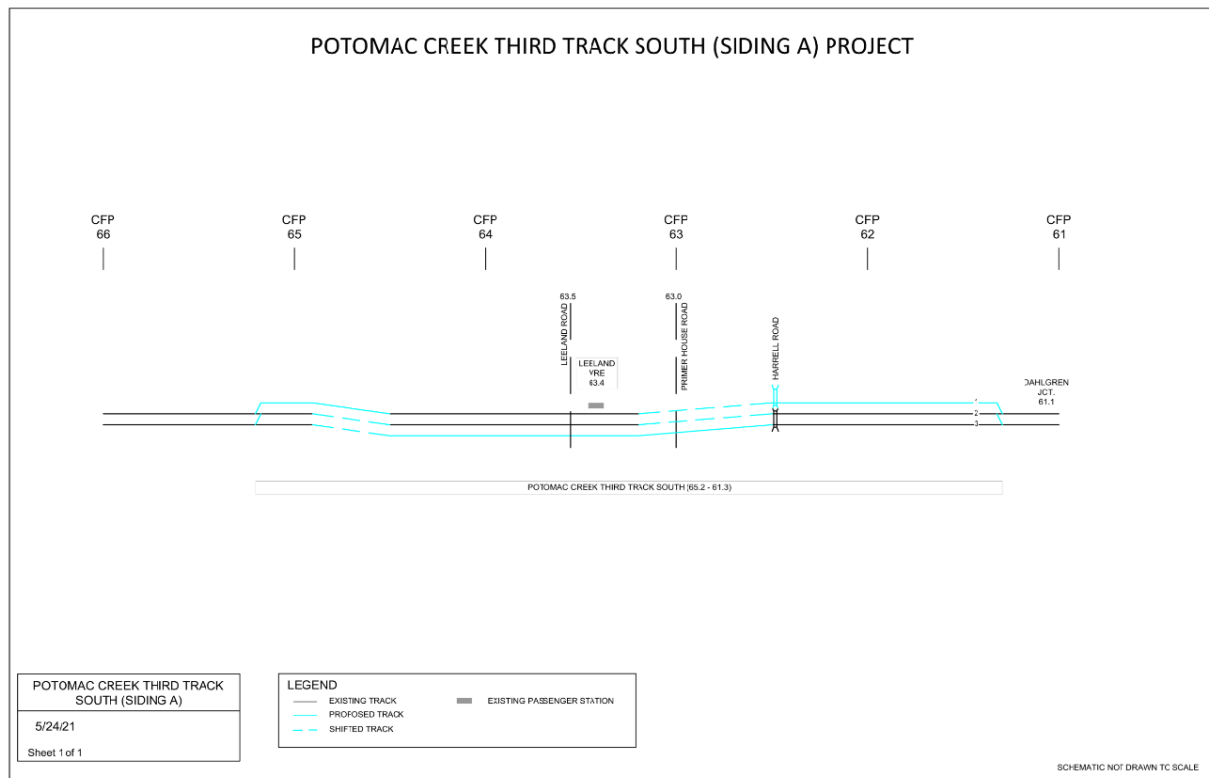 POTOMAC CREEK THIRD TRACK SOUTH (SIDING A) PROJECT
CFP
66
CFP
65
CFP
64
CFP
63
CFP
62
CFP
61
63.5
LEELAND ROAD
63.0
PRIMER HOUSE ROAD
HARRELL ROAD
LEELAND
VRE
63.4
DAHLGREN
JCT.
61.1
1
2
3
POTOMAC CREEK THIRD TRACK SOUTH (65.2 - 61.3)
POTOMAC CREEK THIRD TRACK
SOUTH (SIDING A)
5/24/21
Sheet 1 of 1
LEGEND
EXISTING TRACK
EXISTING PASSENGER STATION
PROPOSED TRACK
SHIFTED TRACK
SCHEMATIC NOT DRAWN TO SCALE